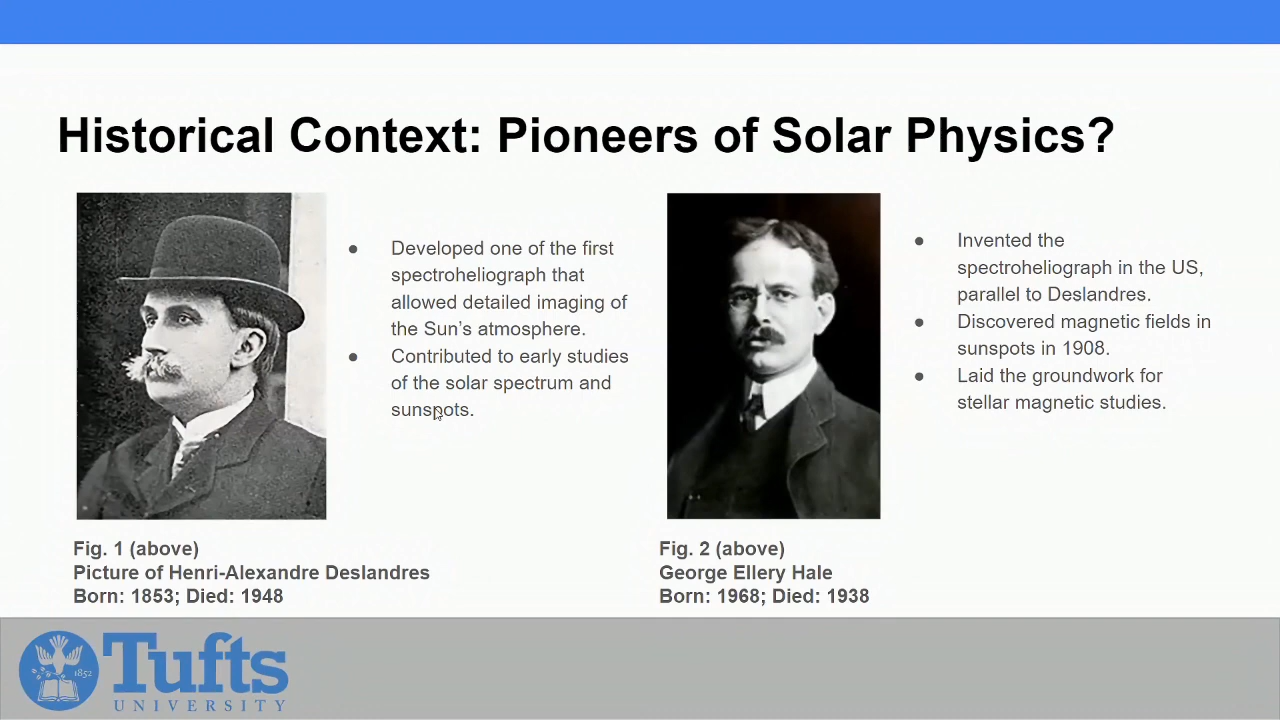 Historical Context: Pioneers of Solar Physics?
● Developed one of the first
spectroheliograph that
allowed detailed imaging of
the Sun's atmosphere.
● Contributed to early studies
of the solar spectrum and
sunspots.
Fig. 1 (above)
Picture of Henri-Alexandre Deslandres
Born: 1853; Died: 1948
● Invented the
spectroheliograph in the US,
parallel to Deslandres.
● Discovered magnetic fields in
sunspots in 1908.
● Laid the groundwork for
stellar magnetic studies.
Fig. 2 (above)
George Ellery Hale
Born: 1968; Died: 1938
1852
Tufts
UNIVERSITY